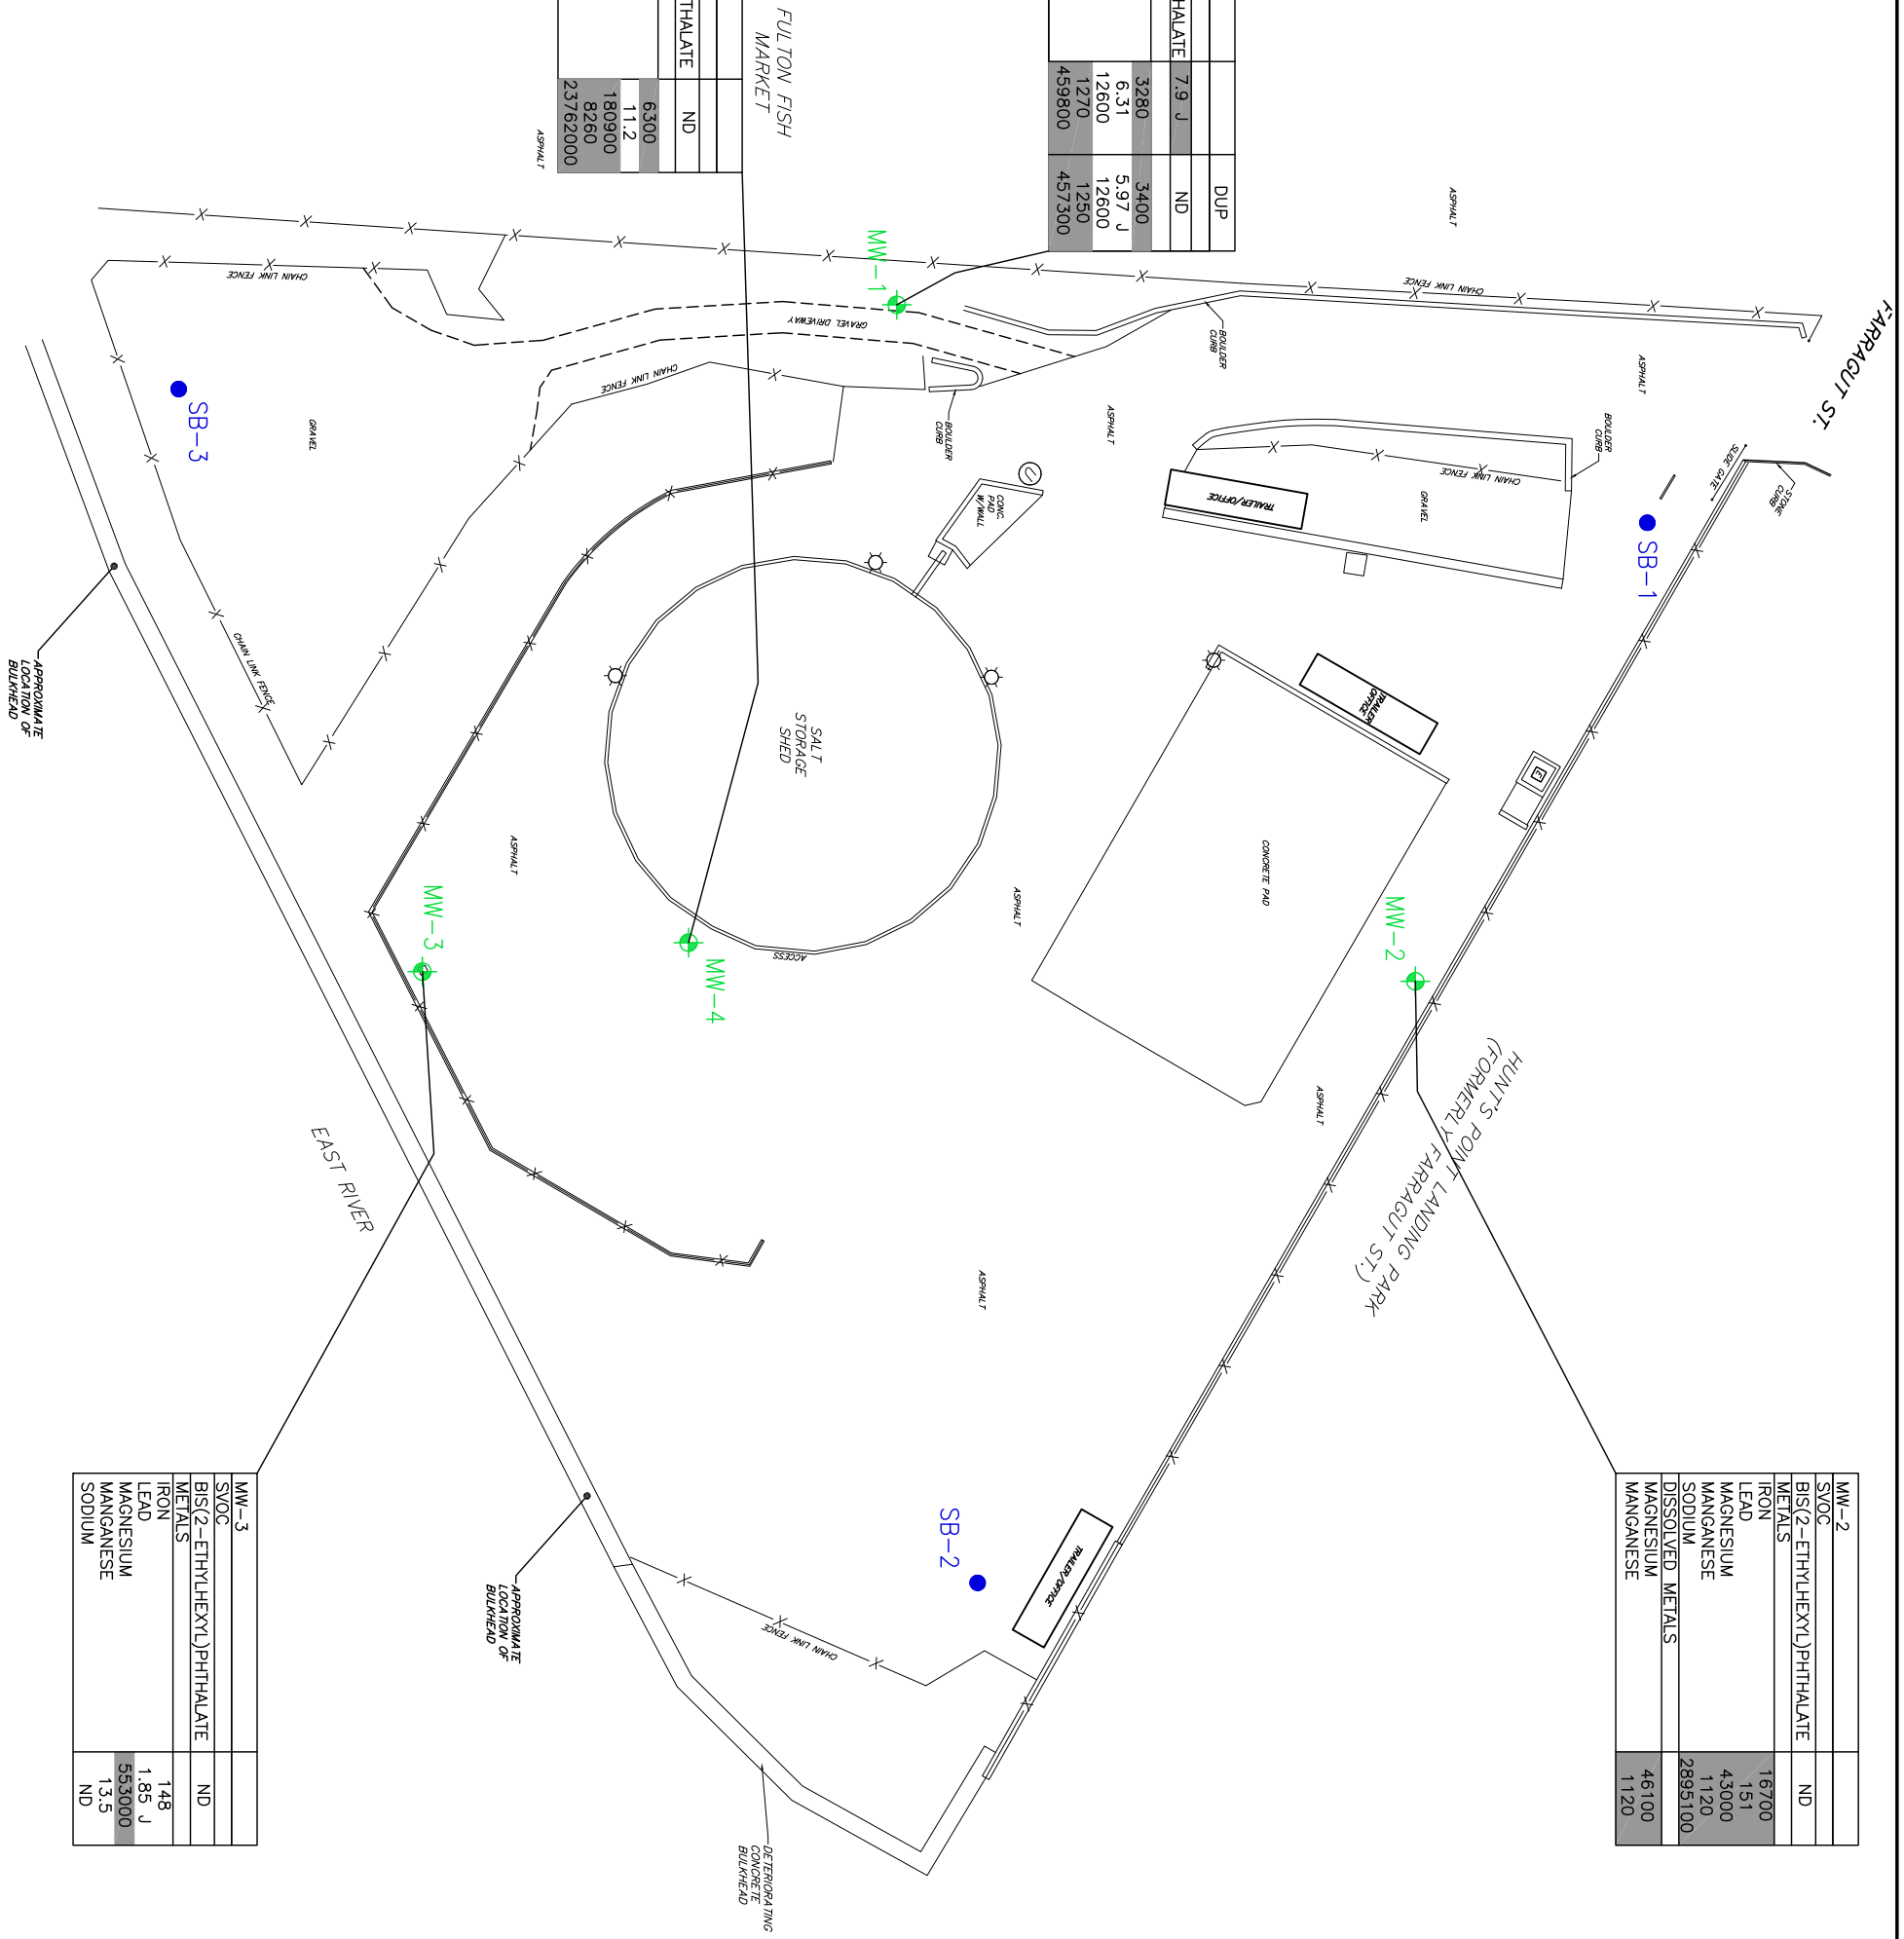 FARRAGUT ST.
DUP
HALATE 7.9 J ND
3280 3400
6.31 5.97 J
12600 12600
1270 1250
459800 457300
FULTON FISH
MARKET
THALATE ND
6300
11.2
180900
8260
23762000
ASPHALT
ASPHALT
MW-1
CHAIN LINK FENCE
CHAIN LINK FENCE
GRAVEL DRIVEWAY
BOULDER
CURB
ASPHALT
BOULDER
CURB
SLIDE GATE
STONE
CURB
CHAIN LINK FENCE
GRAVEL
TRAILER/OFFICE
SB-1
ASPHALT
BOULDER
CURB
CHAIN LINK FENCE
SB-3
GRAVEL
U
CONC.
PAD
W/WALL
CHAIN LINK FENCE
APPROXIMATE
LOCATION OF
BULKHEAD
SALT
STORAGE
SHED
TRAILER
OFFICE
E
CONCRETE PAD
ASPHALT
ASPHALT
ACCESS
MW-2
MW-3
MW-4
HUNT'S POINT LANDING PARK
(FORMERLY FARRAGUT ST.)
ASPHALT
EAST RIVER
ASPHALT
SB-2
TRAILER/OFFICE
CHAIN LINK FENCE
APPROXIMATE
LOCATION OF
BULKHEAD
DETERIORATING
CONCRETE
BULKHEAD
MW-2
SVOC
BIS(2-ETHYLHEXYL)PHTHALATE ND
METALS
IRON 16700
LEAD 151
MAGNESIUM 43000
MANGANESE 1120
SODIUM 2895100
DISSOLVED METALS
MAGNESIUM 46100
MANGANESE 1120
MW-3
SVOC
BIS(2-ETHYLHEXYL)PHTHALATE ND
METALS
IRON 148
LEAD 1.85 J
MAGNESIUM 553000
MANGANESE 13.5
SODIUM ND